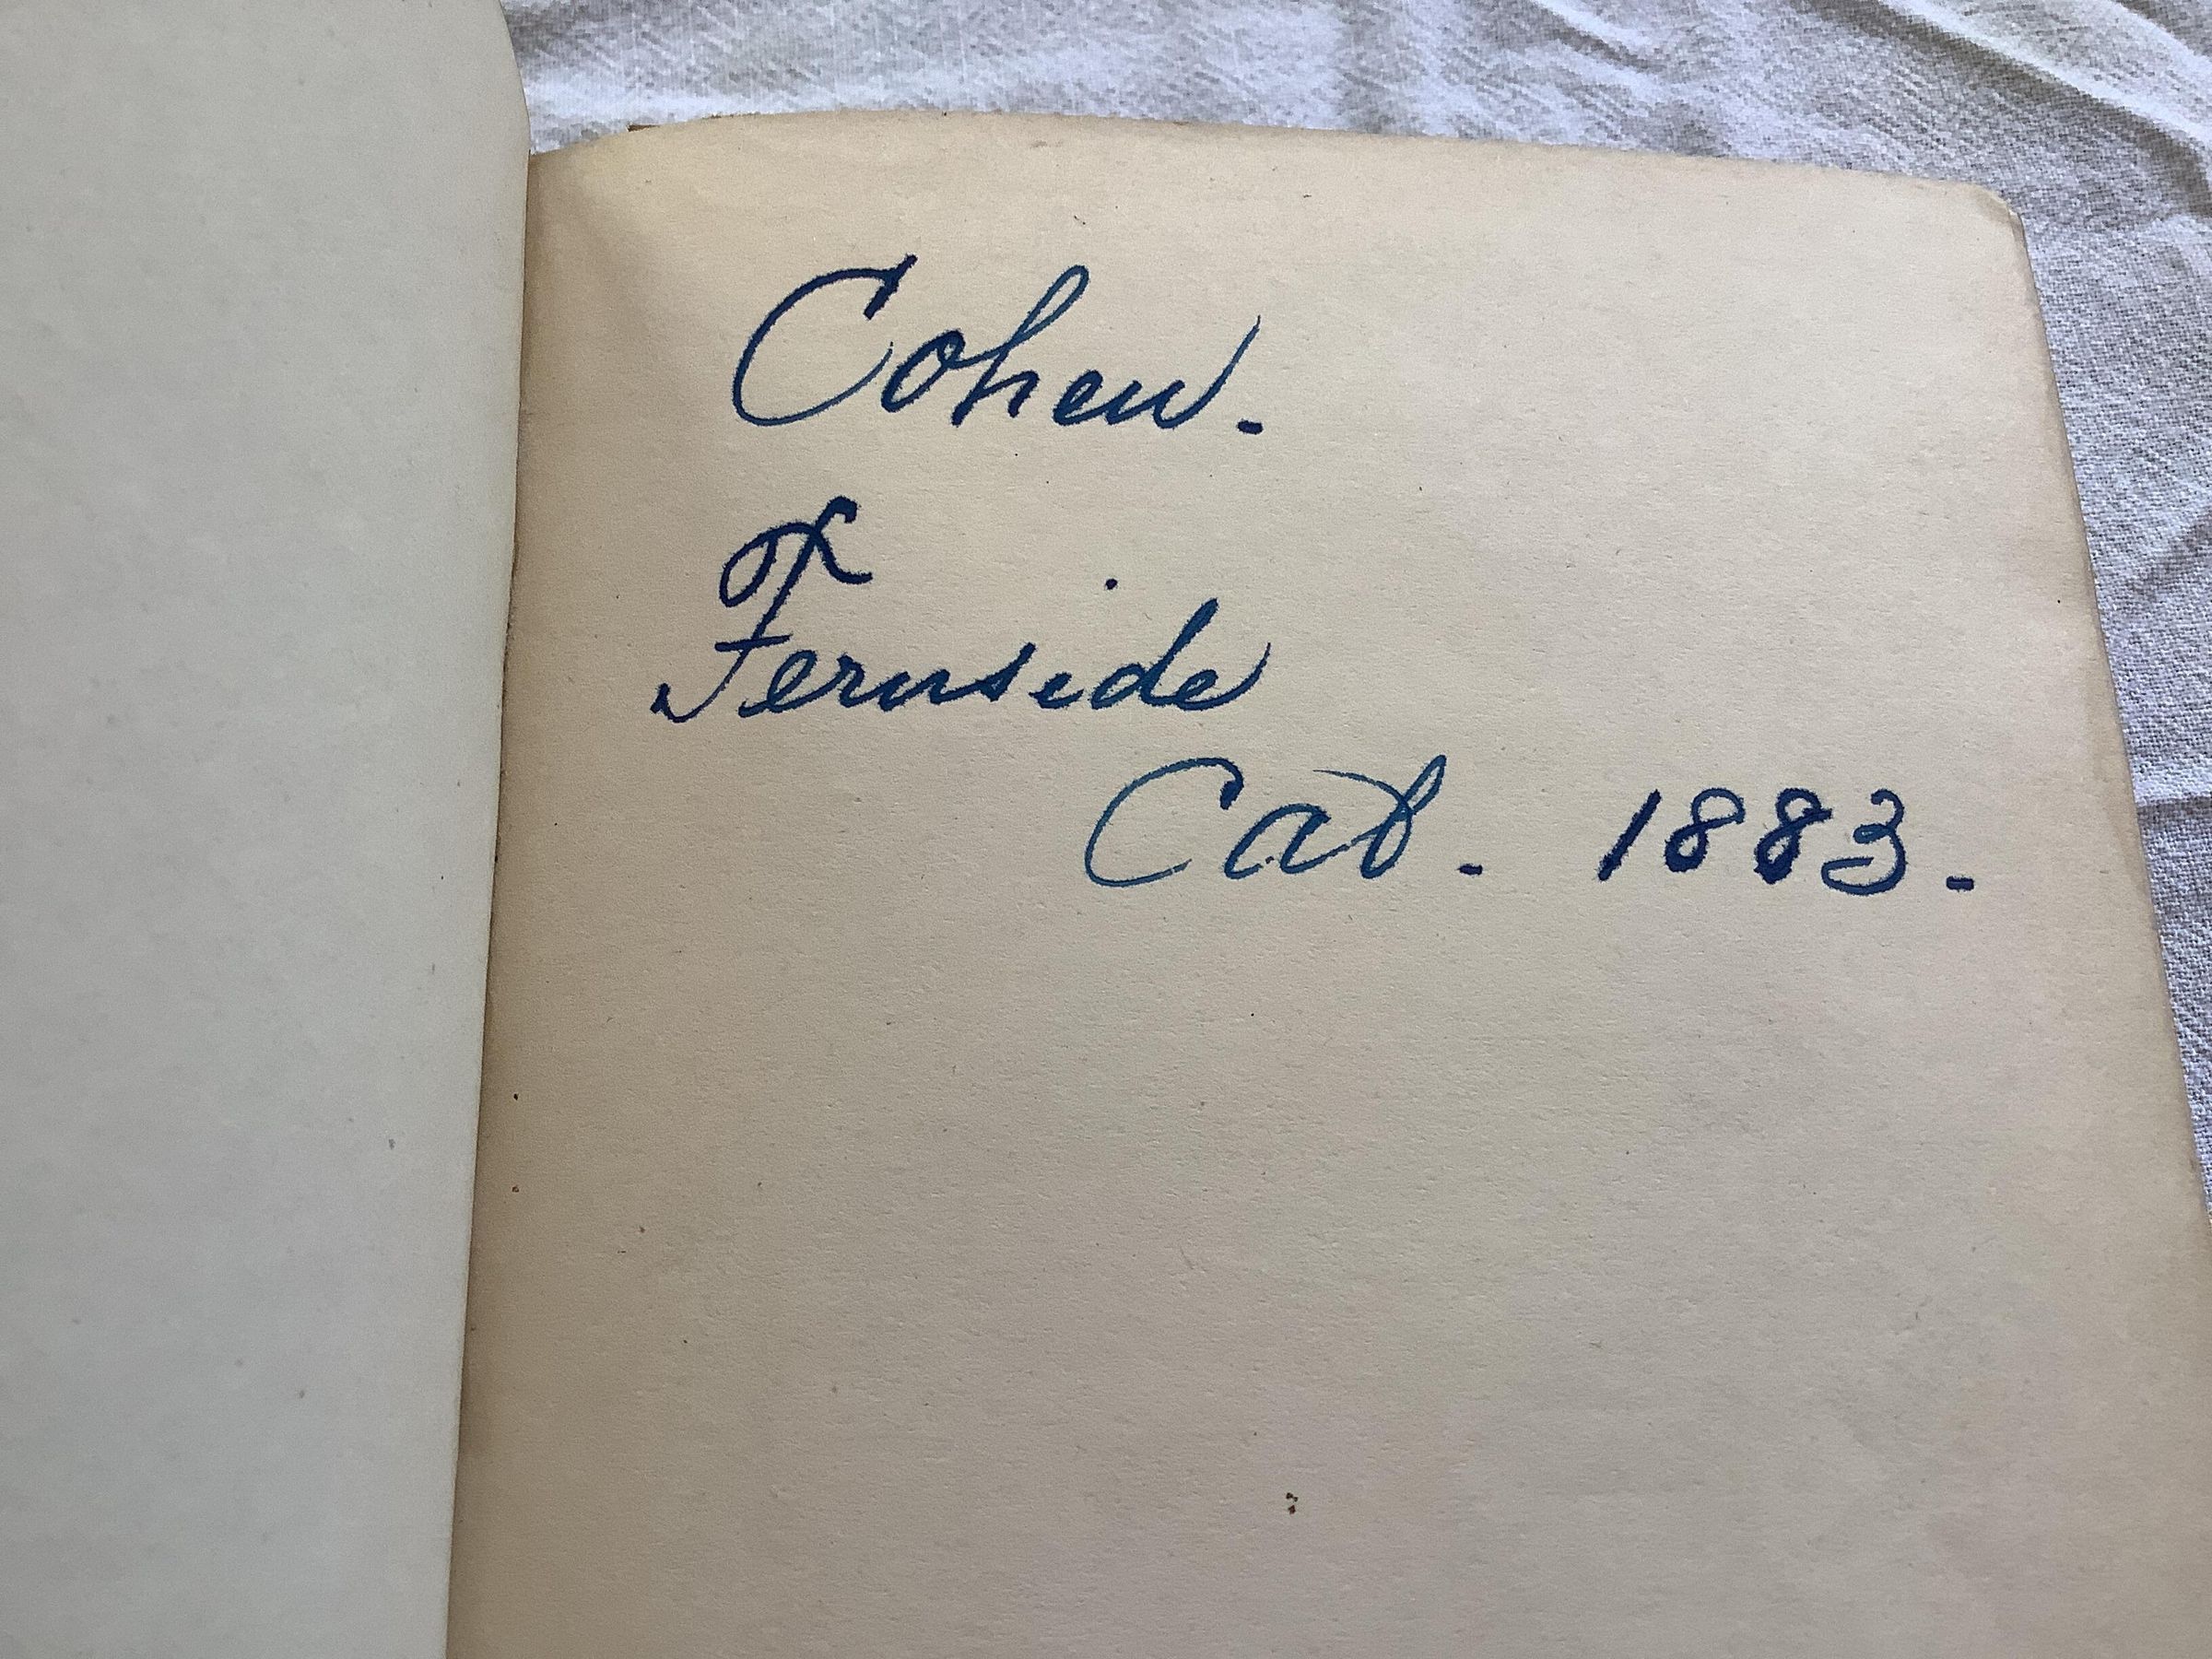 Cohen.
Fernside
Cal. 1883.